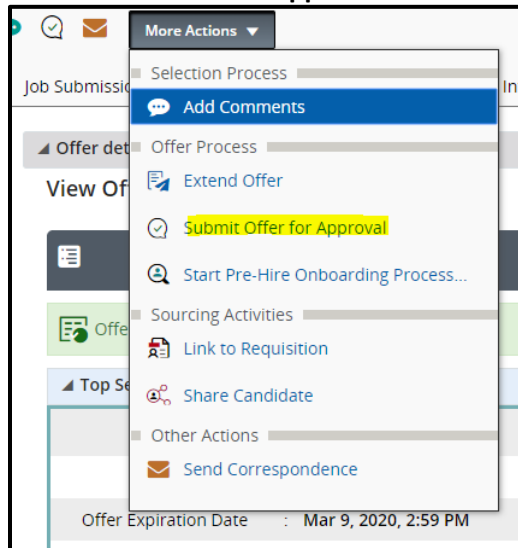 More Actions ▼
Job Submissio
In
Selection Process
Add Comments
Offer det
Offer Process
View Of
Extend Offer
Submit Offer for Approval
Start Pre-Hire Onboarding Process...
Sourcing Activities
Offe
Link to Requisition
Top Se
Share Candidate
Other Actions
Send Correspondence
Offer Expiration Date : Mar 9, 2020, 2:59 PM